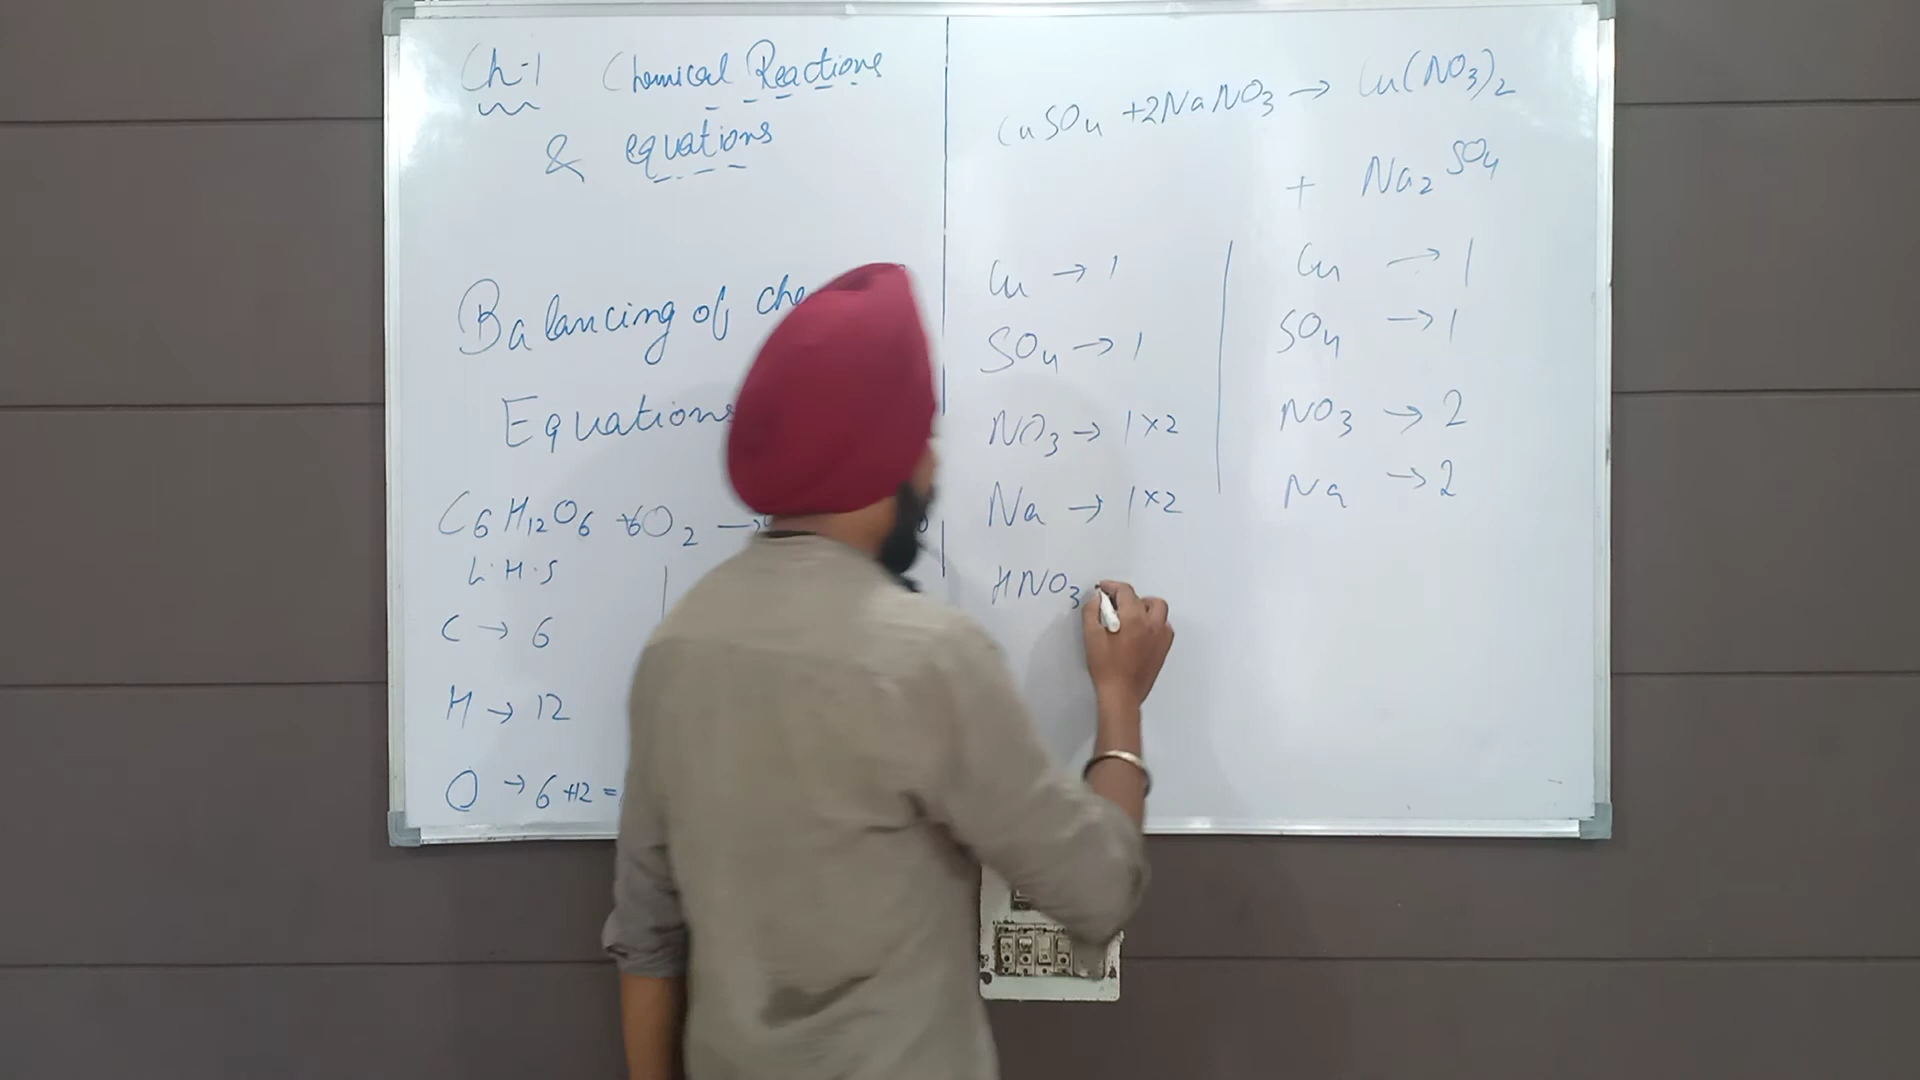 Ch-1 Chemical Reactions
& equations
Balancing of
Equations
C6H12O6 +6O2 →
L.H.S
C → 6
H → 12
O → 6+12=
CuSO4 +2NaNO3 → Cu(NO3)2
+ Na2SO4
Cu → 1
SO4 → 1
NO3 → 1×2
Na → 1×2
HNO3
Cu → 1
SO4 → 1
NO3 → 2
Na → 2